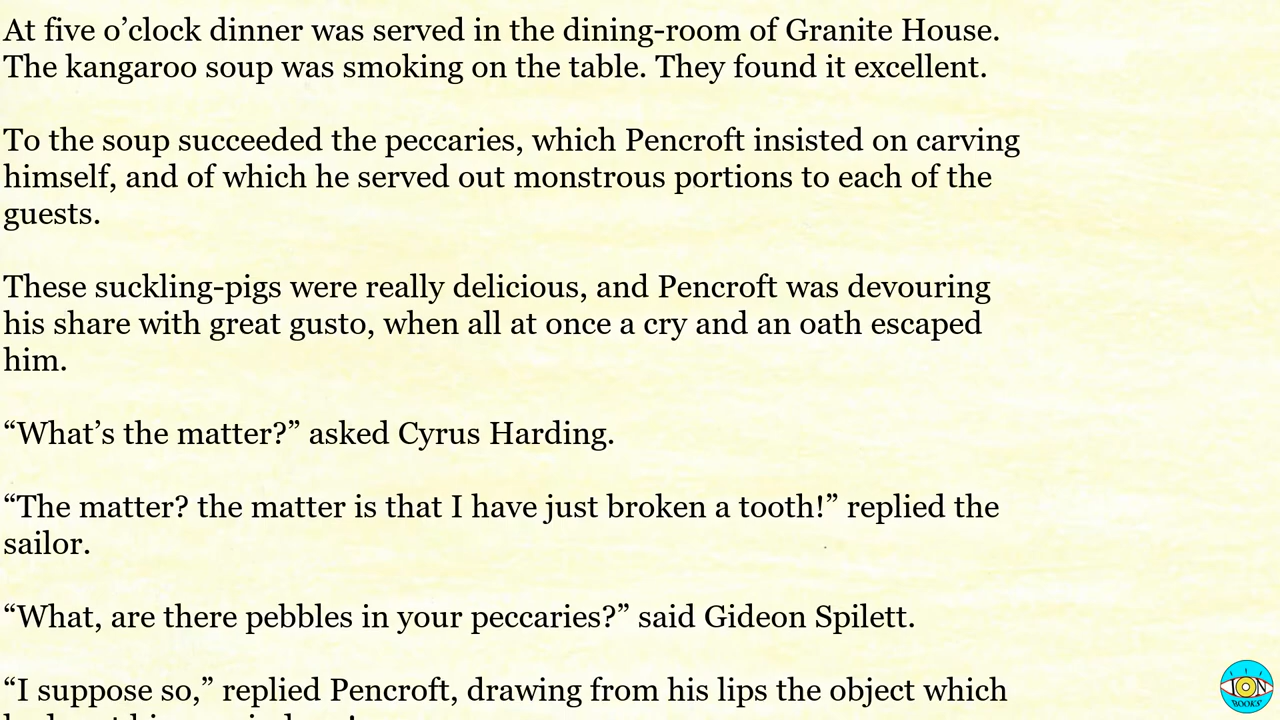 At five o’clock dinner was served in the dining-room of Granite House.
The kangaroo soup was smoking on the table. They found it excellent.
To the soup succeeded the peccaries, which Pencroft insisted on carving
himself, and of which he served out monstrous portions to each of the
guests.
These suckling-pigs were really delicious, and Pencroft was devouring
his share with great gusto, when all at once a cry and an oath escaped
him.
“What’s the matter?” asked Cyrus Harding.
“The matter? the matter is that I have just broken a tooth!” replied the
sailor.
“What, are there pebbles in your peccaries?” said Gideon Spilett.
“I suppose so,” replied Pencroft, drawing from his lips the object which
ION
BOOKS